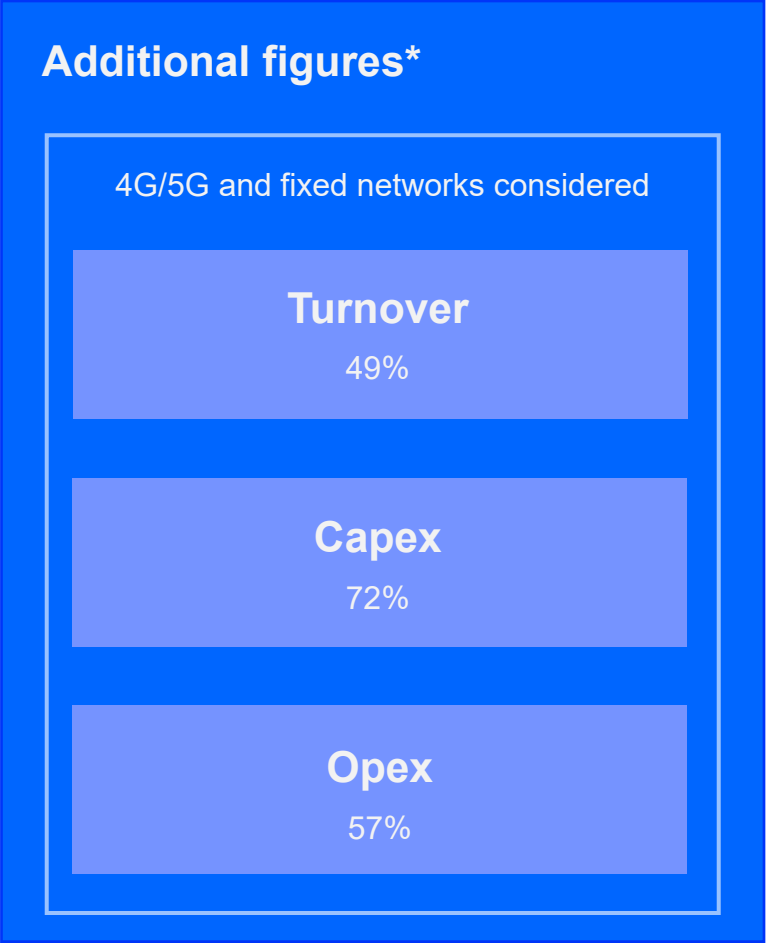 Additional figures*
4G/5G and fixed networks considered
Turnover
49%
Capex
72%
Opex
57%